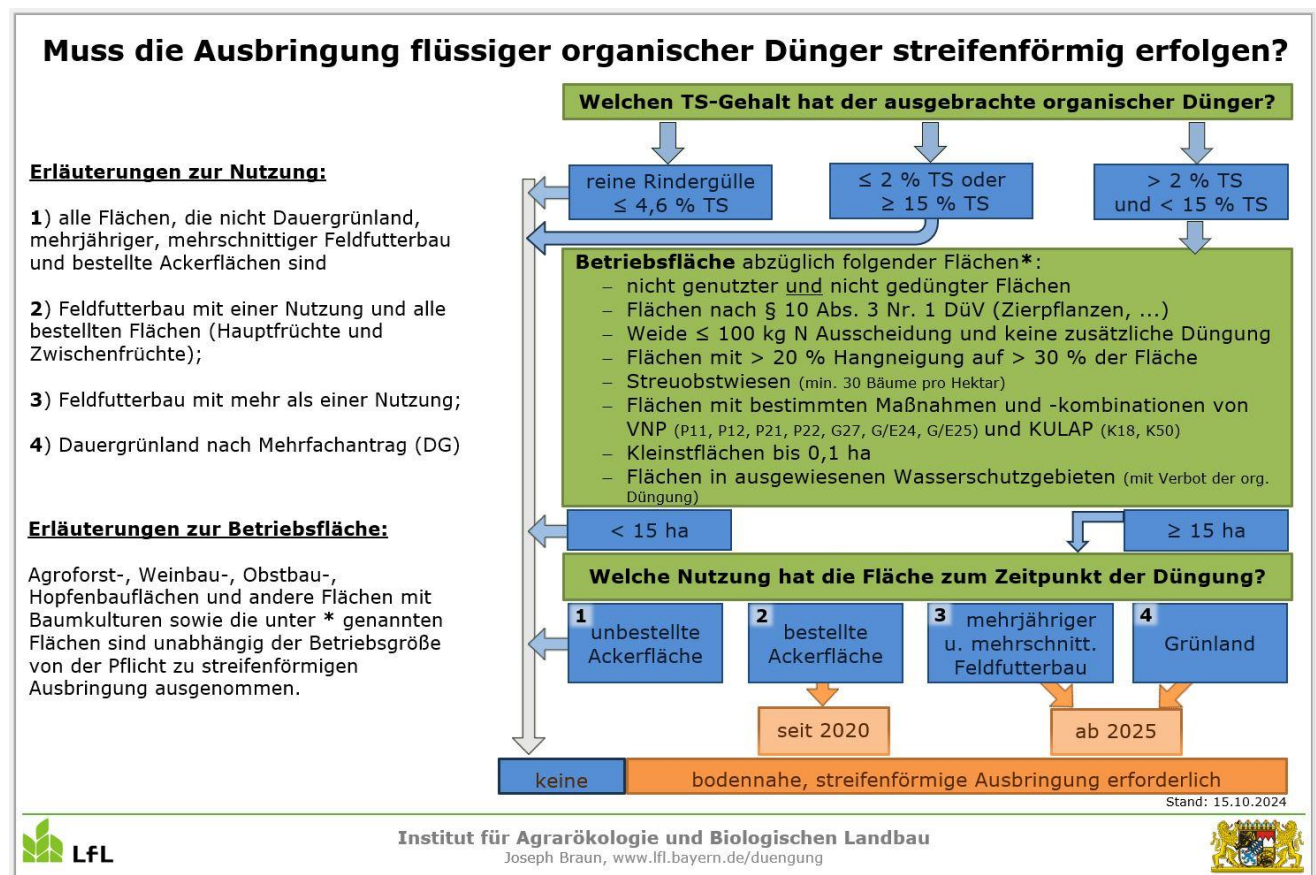 Muss die Ausbringung flüssiger organischer Dünger streifenförmig erfolgen?
Welchen TS-Gehalt hat der ausgebrachte organischer Dünger?
reine Rindergülle
≤ 4,6 % TS
≤ 2 % TS oder
≥ 15 % TS
> 2 % TS
und < 15 % TS
Erläuterungen zur Nutzung:
1) alle Flächen, die nicht Dauergrünland,
mehrjähriger, mehrschnittiger Feldfutterbau
und bestellte Ackerflächen sind
2) Feldfutterbau mit einer Nutzung und alle
bestellten Flächen (Hauptfrüchte und
Zwischenfrüchte);
3) Feldfutterbau mit mehr als einer Nutzung;
4) Dauergrünland nach Mehrfachantrag (DG)
Betriebsfläche abzüglich folgender Flächen*:
– nicht genutzter und nicht gedüngter Flächen
– Flächen nach § 10 Abs. 3 Nr. 1 DüV (Zierpflanzen, ...)
– Weide ≤ 100 kg N Ausscheidung und keine zusätzliche Düngung
– Flächen mit > 20 % Hangneigung auf > 30 % der Fläche
– Streuobstwiesen (min. 30 Bäume pro Hektar)
– Flächen mit bestimmten Maßnahmen und -kombinationen von
VNP (P11, P12, P21, P22, G27, G/E24, G/E25) und KULAP (K18, K50)
– Kleinstflächen bis 0,1 ha
– Flächen in ausgewiesenen Wasserschutzgebieten (mit Verbot der org.
Düngung)
< 15 ha
≥ 15 ha
Erläuterungen zur Betriebsfläche:
Agroforst-, Weinbau-, Obstbau-,
Hopfenbauflächen und andere Flächen mit
Baumkulturen sowie die unter * genannten
Flächen sind unabhängig der Betriebsgröße
von der Pflicht zu streifenförmigen
Ausbringung ausgenommen.
Welche Nutzung hat die Fläche zum Zeitpunkt der Düngung?
1
unbestellte
Ackerfläche
2
bestellte
Ackerfläche
3
mehrjähriger
u. mehrschnitt.
Feldfutterbau
4
Grünland
seit 2020
ab 2025
keine
bodennahe, streifenförmige Ausbringung erforderlich
Stand: 15.10.2024
LfL
Institut für Agrarökologie und Biologischen Landbau
Joseph Braun, www.lfl.bayern.de/duengung